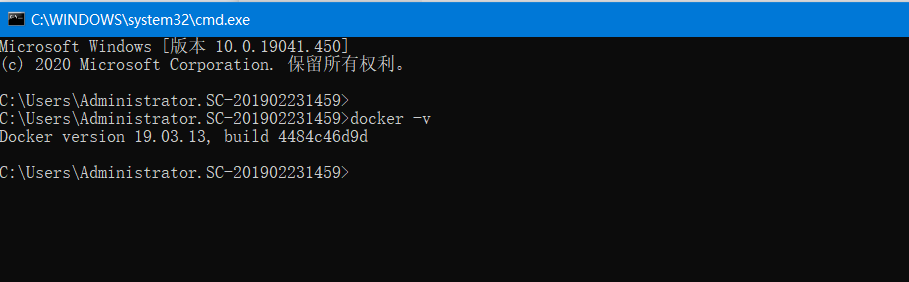 C:\WINDOWS\system32\cmd.exe
Microsoft Windows [版本 10.0.19041.450]
(c) 2020 Microsoft Corporation. 保留所有权利。
C:\Users\Administrator.SC-201902231459>
C:\Users\Administrator.SC-201902231459>docker -v
Docker version 19.03.13, build 4484c46d9d
C:\Users\Administrator.SC-201902231459>